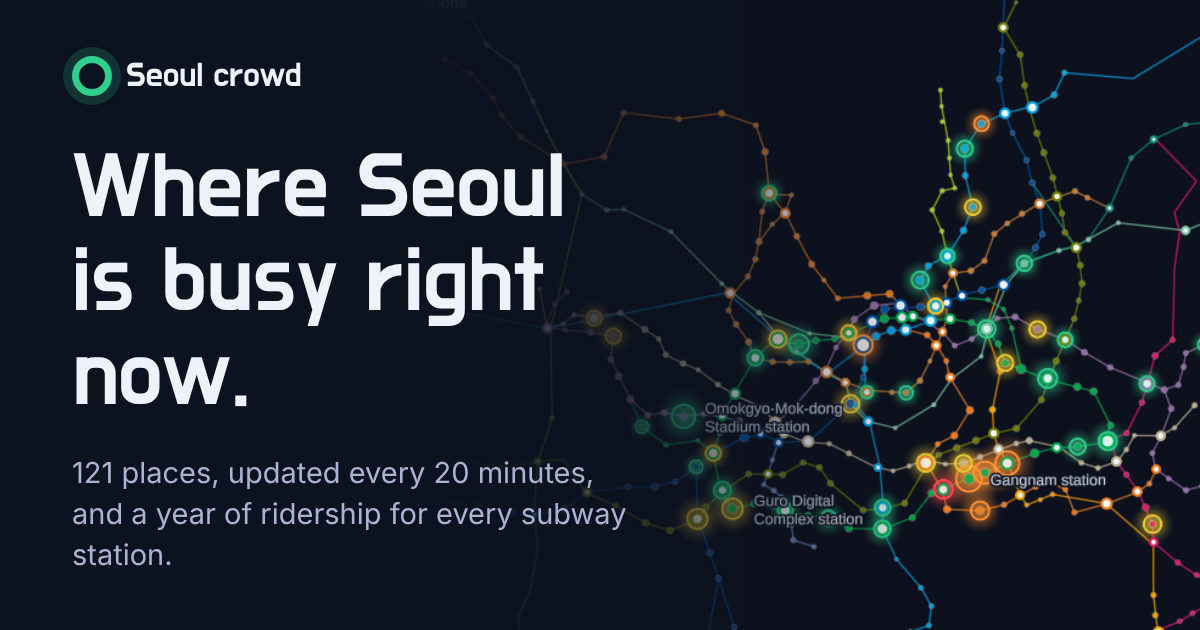 Seoul crowd
Where Seoul
is busy right
now.
121 places, updated every 20 minutes,
and a year of ridership for every subway
station.
Omokgyo·Mok-dong
Stadium station
Gangnam station
Guro Digital
Complex station